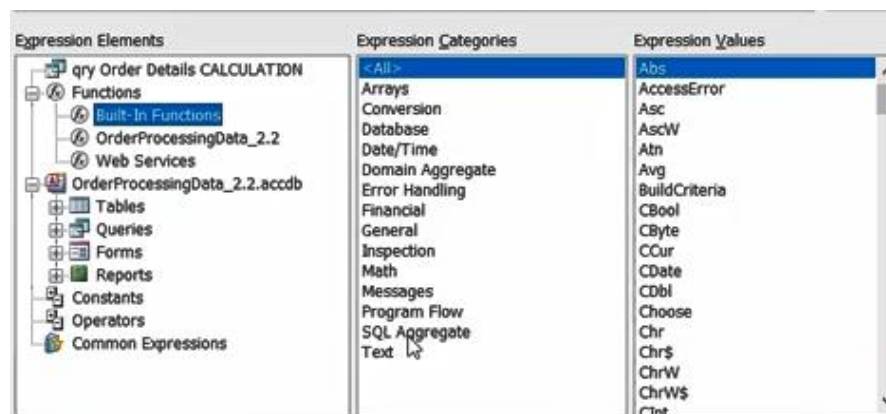 Expression Elements
qry Order Details CALCULATION
Functions
Built-In Functions
OrderProcessingData_2.2
Web Services
OrderProcessingData_2.2.accdb
Tables
Queries
Forms
Reports
Constants
Operators
Common Expressions
Expression Categories
<All>
Arrays
Conversion
Database
Date/Time
Domain Aggregate
Error Handling
Financial
General
Inspection
Math
Messages
Program Flow
SQL Aggregate
Text
Expression Values
Abs
AccessError
Asc
AscW
Atn
Avg
BuildCriteria
CBool
CByte
CCur
CDate
CDbl
Choose
Chr
Chr$
ChrW
ChrW$
CInt